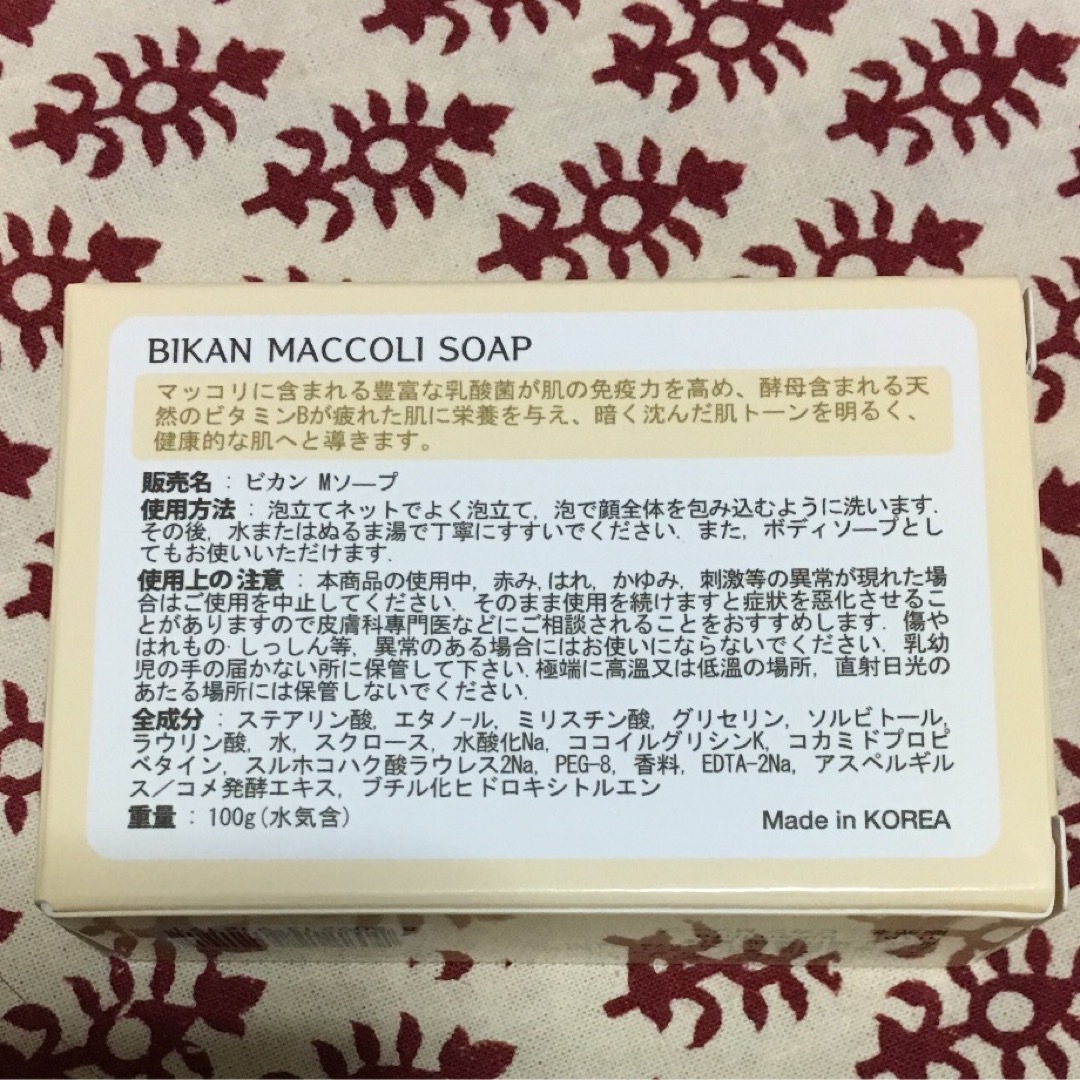 BIKAN MACCOLI SOAP
マッコリに含まれる豊富な乳酸菌が肌の免疫力を高め、酵母含まれる天
然のビタミンBが疲れた肌に栄養を与え、暗く沈んだ肌トーンを明るく、
健康的な肌へと導きます。
販売名 : ビカン Mソープ
使用方法 : 泡立てネットでよく泡立て, 泡で顔全体を包み込むように洗います.
その後, 水またはぬるま湯で丁寧にすすいでください. また, ボディソープとし
てもお使いいただけます.
使用上の注意 : 本商品の使用中, 赤み, はれ, かゆみ, 刺激等の異常が現れた場
合はご使用を中止してください. そのまま使用を続けますと症狀を惡化させるこ
とがありますので皮膚科専門医などにご相談されることをおすすめします. 傷や
はれもの·しっしん等, 異常のある場合にはお使いにならないでください. 乳幼
児の手の届かない所に保管して下さい. 極端に高溫又は低溫の場所, 直射日光の
あたる場所には保管しないでください.
全成分 : ステアリン酸, エタノール, ミリスチン酸, グリセリン, ソルビトール,
ラウリン酸, 水, スクロース, 水酸化Na, ココイルグリシンK, コカミドプロピ
ベタイン, スルホコハク酸ラウレス2Na, PEG-8, 香料, EDTA-2Na, アスペルギル
ス／コメ発酵エキス, ブチル化ヒドロキシトルエン
重量 : 100g(水気含)
Made in KOREA